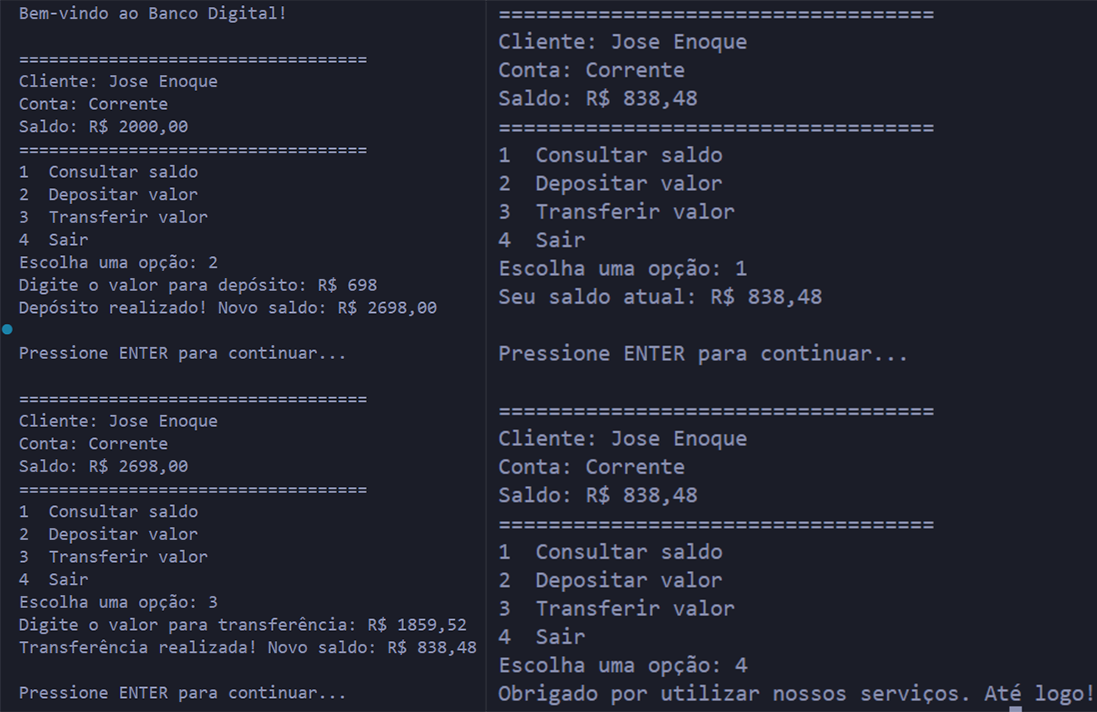 Bem-vindo ao Banco Digital!
===================================
Cliente: Jose Enoque
Conta: Corrente
Saldo: R$ 2000,00
===================================
1  Consultar saldo
2  Depositar valor
3  Transferir valor
4  Sair
Escolha uma opção: 2
Digite o valor para depósito: R$ 698
Depósito realizado! Novo saldo: R$ 2698,00
Pressione ENTER para continuar...
===================================
Cliente: Jose Enoque
Conta: Corrente
Saldo: R$ 2698,00
===================================
1  Consultar saldo
2  Depositar valor
3  Transferir valor
4  Sair
Escolha uma opção: 3
Digite o valor para transferência: R$ 1859,52
Transferência realizada! Novo saldo: R$ 838,48
Pressione ENTER para continuar...
===================================
Cliente: Jose Enoque
Conta: Corrente
Saldo: R$ 838,48
===================================
1  Consultar saldo
2  Depositar valor
3  Transferir valor
4  Sair
Escolha uma opção: 1
Seu saldo atual: R$ 838,48
Pressione ENTER para continuar...
===================================
Cliente: Jose Enoque
Conta: Corrente
Saldo: R$ 838,48
===================================
1  Consultar saldo
2  Depositar valor
3  Transferir valor
4  Sair
Escolha uma opção: 4
Obrigado por utilizar nossos serviços. Até logo!